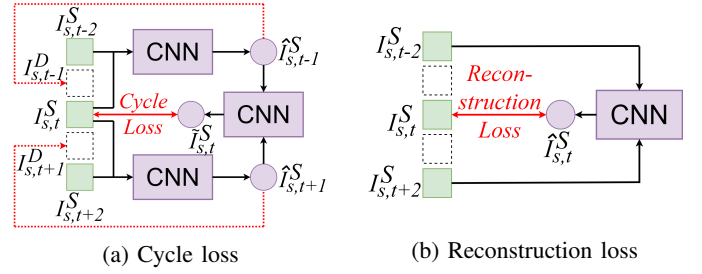 I^S_{s,t-2}
I^D_{s,t-1}
I^S_{s,t}
I^D_{s,t+1}
I^S_{s,t+2}
CNN
Î^S_{s,t-1}
Cycle
Loss
Ĩ^S_{s,t}
CNN
CNN
Î^S_{s,t+1}
(a) Cycle loss
I^S_{s,t-2}
I^S_{s,t}
I^S_{s,t+2}
Recon-
struction
Loss
Î^S_{s,t}
CNN
(b) Reconstruction loss